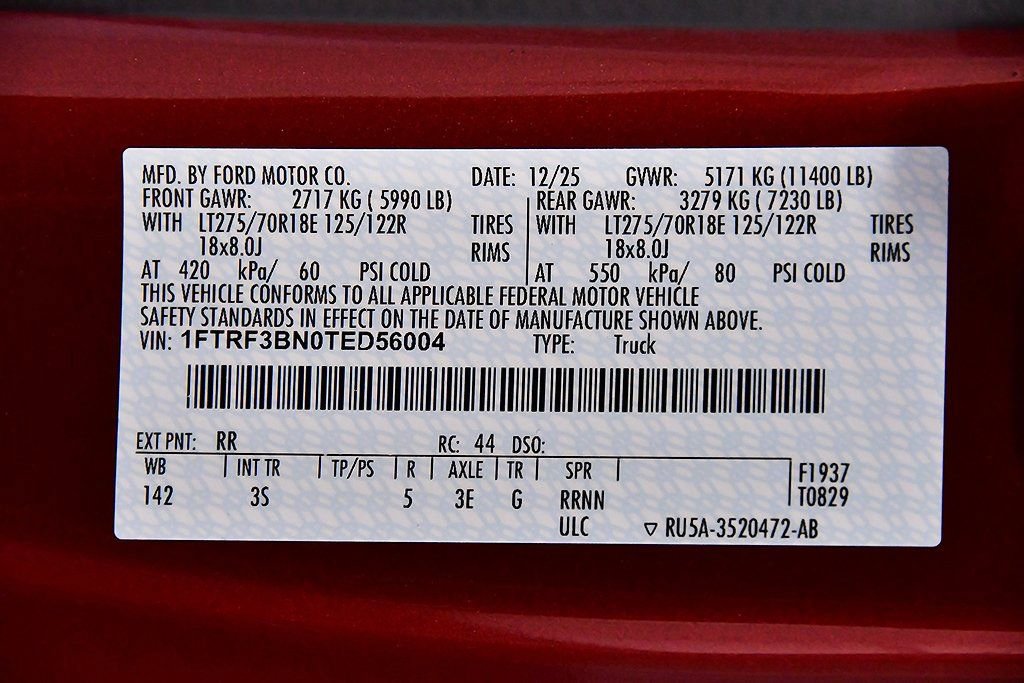 MFD. BY FORD MOTOR CO. DATE: 12/25 GVWR: 5171 KG (11400 LB)
FRONT GAWR: 2717 KG ( 5990 LB) REAR GAWR: 3279 KG ( 7230 LB)
WITH LT275/70R18E 125/122R TIRES WITH LT275/70R18E 125/122R TIRES
18x8.0J RIMS 18x8.0J RIMS
AT 420 kPa/ 60 PSI COLD AT 550 kPa/ 80 PSI COLD
THIS VEHICLE CONFORMS TO ALL APPLICABLE FEDERAL MOTOR VEHICLE
SAFETY STANDARDS IN EFFECT ON THE DATE OF MANUFACTURE SHOWN ABOVE.
VIN: 1FTRF3BN0TED56004 TYPE: Truck
EXT PNT: RR RC: 44 DSO:
WB INT TR TP/PS R AXLE TR SPR F1937
142 3S 5 3E G RRNN T0829
ULC ▽ RU5A-3520472-AB